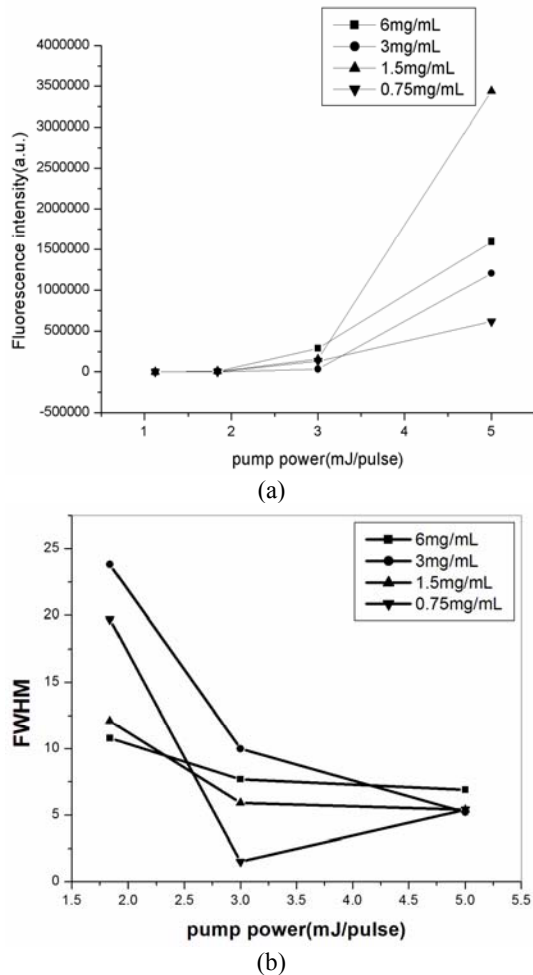 6mg/mL
3mg/mL
1.5mg/mL
0.75mg/mL
4000000
3500000
3000000
2500000
2000000
1500000
1000000
500000
0
-500000
Fluorescence intensity(a.u.)
1 2 3 4 5
pump power(mJ/pulse)
(a)
6mg/mL
3mg/mL
1.5mg/mL
0.75mg/mL
25
20
15
10
5
0
FWHM
1.5 2.0 2.5 3.0 3.5 4.0 4.5 5.0 5.5
pump power(mJ/pulse)
(b)